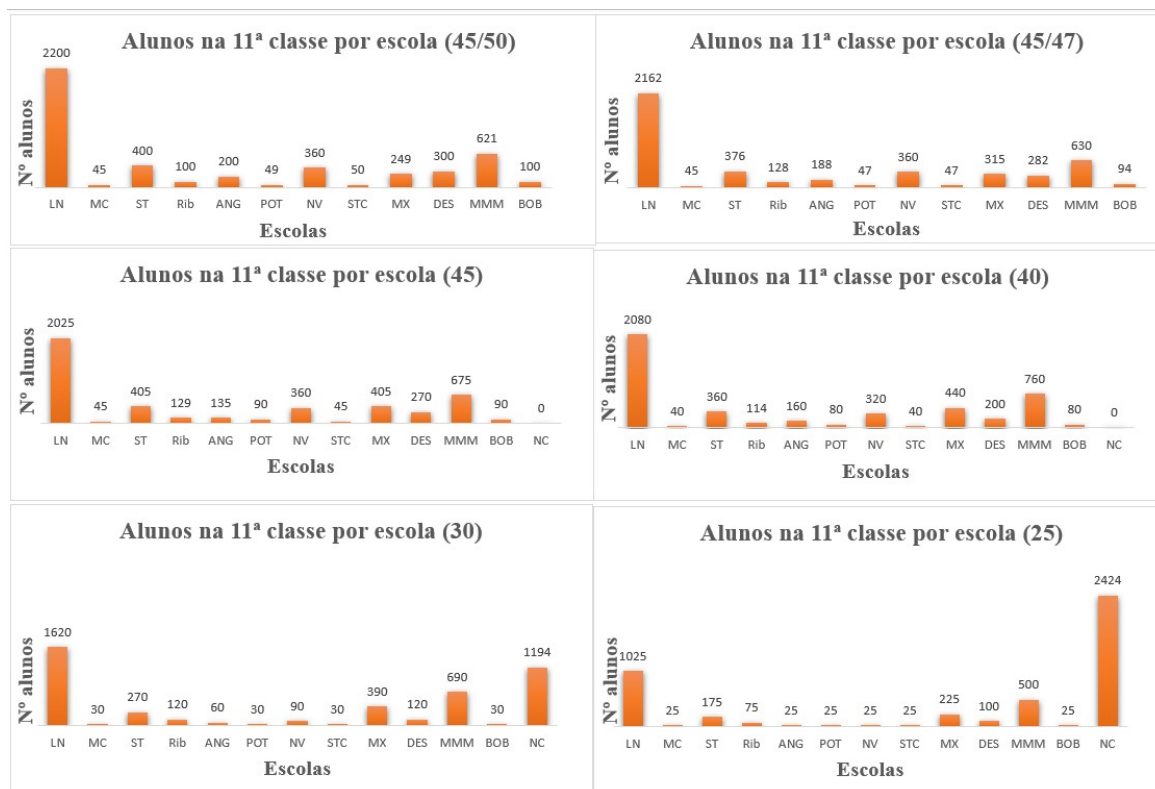 Alunos na 11ª classe por escola (45/50)
Nº alunos
2200 45 400 100 200 49 360 50 249 300 621 100
LN MC ST Rib ANG POT NV STC MX DES MMM BOB
Escolas
Alunos na 11ª classe por escola (45/47)
Nº alunos
2162 45 376 128 188 47 360 47 315 282 630 94
LN MC ST Rib ANG POT NV STC MX DES MMM BOB
Escolas
Alunos na 11ª classe por escola (45)
Nº alunos
2025 45 405 129 135 90 360 45 405 270 675 90 0
LN MC ST Rib ANG POT NV STC MX DES MMM BOB NC
Escolas
Alunos na 11ª classe por escola (40)
Nº alunos
2080 40 360 114 160 80 320 40 440 200 760 80 0
LN MC ST Rib ANG POT NV STC MX DES MMM BOB NC
Escolas
Alunos na 11ª classe por escola (30)
Nº alunos
1620 30 270 120 60 30 90 30 390 120 690 30 1194
LN MC ST Rib ANG POT NV STC MX DES MMM BOB NC
Escolas
Alunos na 11ª classe por escola (25)
Nº alunos
1025 25 175 75 25 25 25 25 225 100 500 25 2424
LN MC ST Rib ANG POT NV STC MX DES MMM BOB NC
Escolas